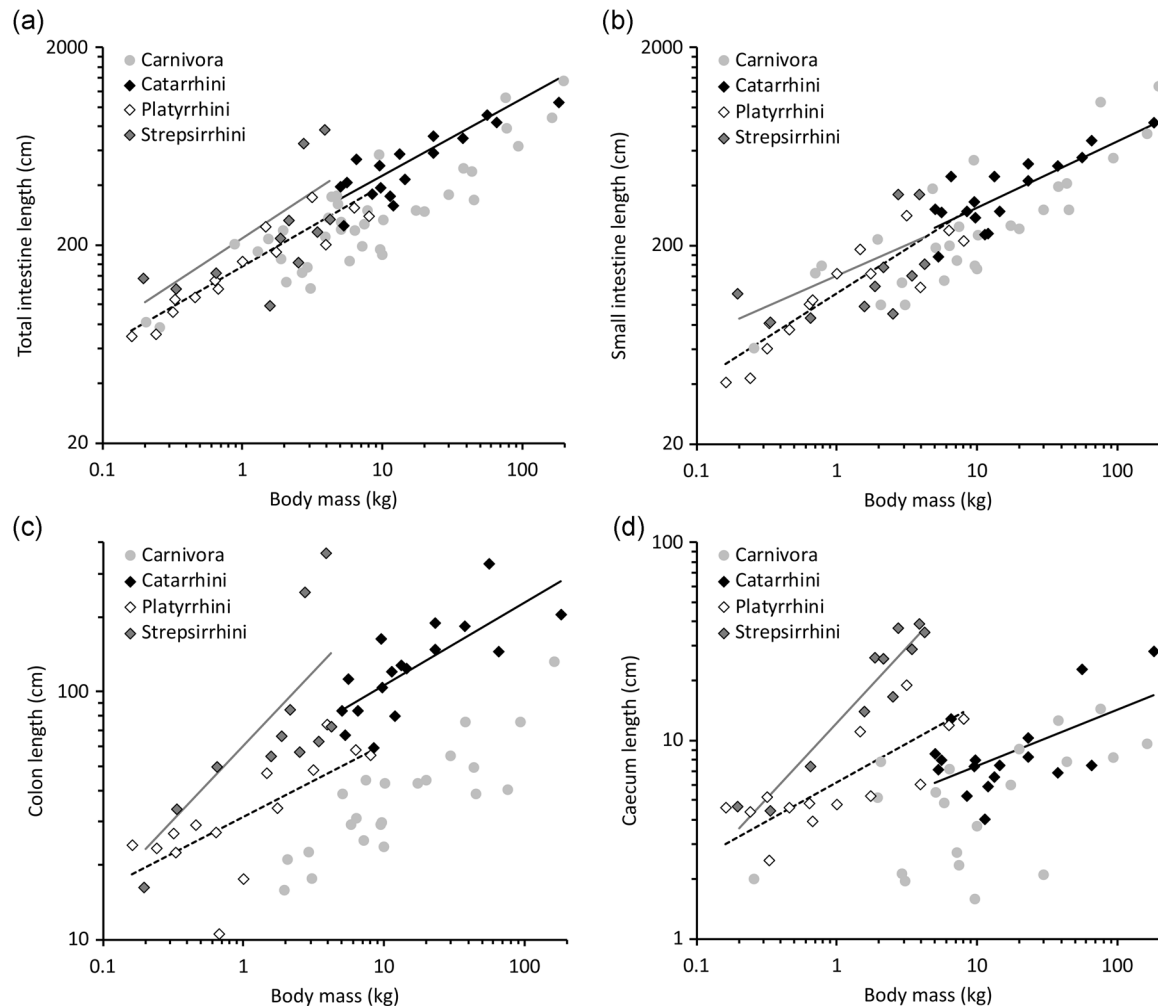 (a)
2000
Carnivora
Catarrhini
Platyrrhini
Strepsirrhini
Total intestine length (cm)
200
20
0.1 1 10 100
Body mass (kg)
(b)
2000
Carnivora
Catarrhini
Platyrrhini
Strepsirrhini
Small intestine length (cm)
200
20
0.1 1 10 100
Body mass (kg)
(c)
Carnivora
Catarrhini
Platyrrhini
Strepsirrhini
Colon length (cm)
100
10
0.1 1 10 100
Body mass (kg)
(d)
100
Carnivora
Catarrhini
Platyrrhini
Strepsirrhini
Caecum length (cm)
10
1
0.1 1 10 100
Body mass (kg)